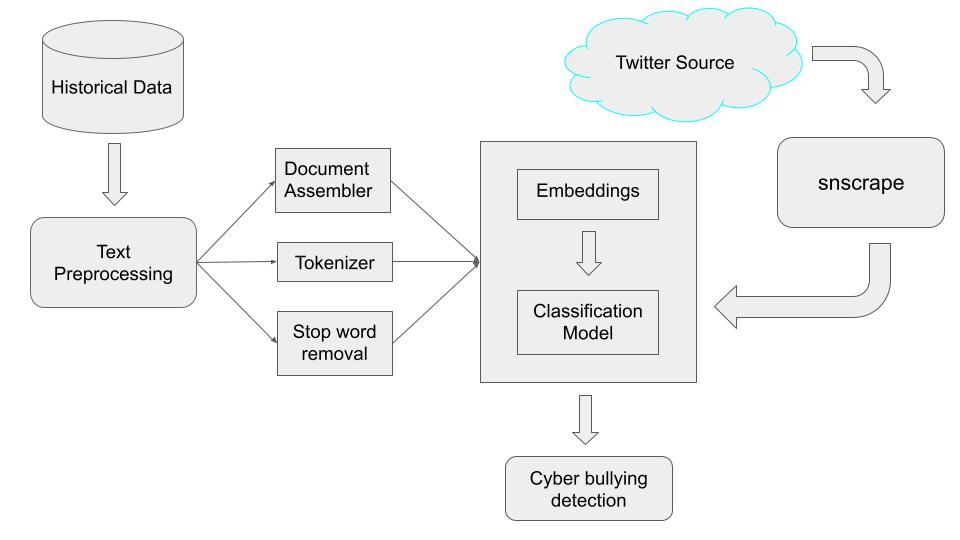 Historical Data
Twitter Source
snscrape
Text
Preprocessing
Document
Assembler
Tokenizer
Stop word
removal
Embeddings
Classification
Model
Cyber bullying
detection